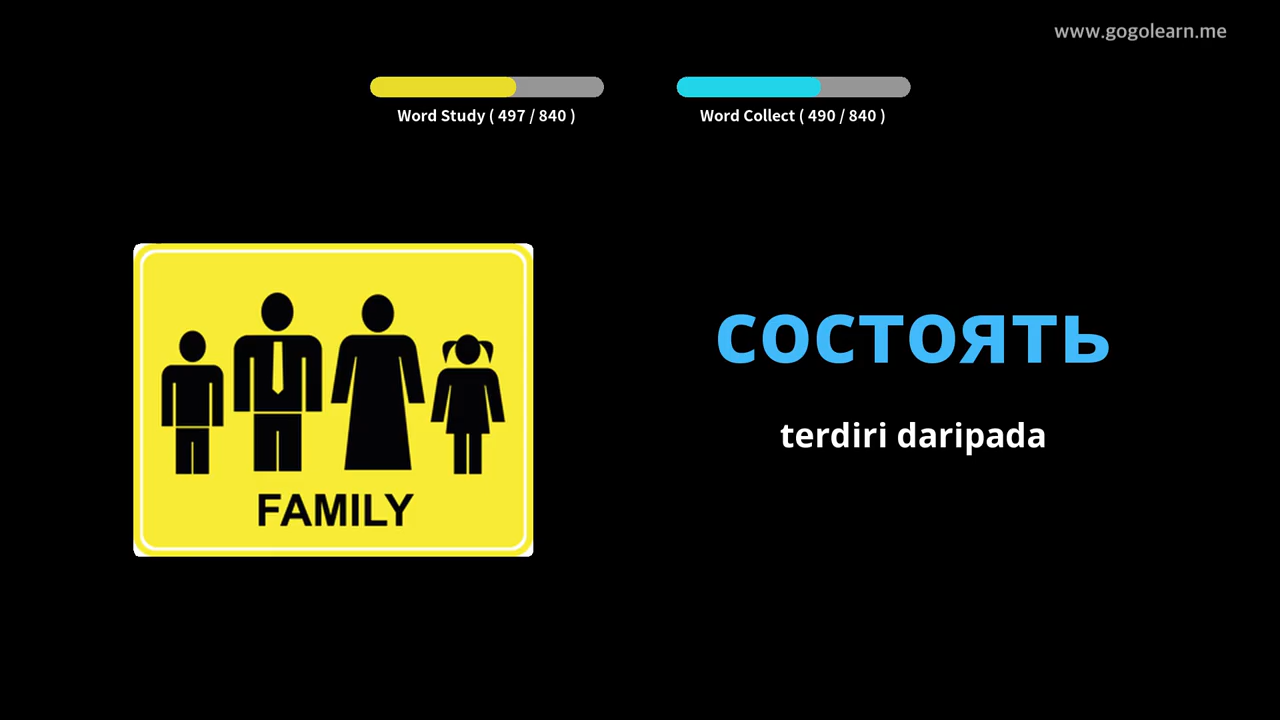 www.gogolearn.me
Word Study ( 497 / 840 )
Word Collect ( 490 / 840 )
состоять
terdiri daripada
FAMILY